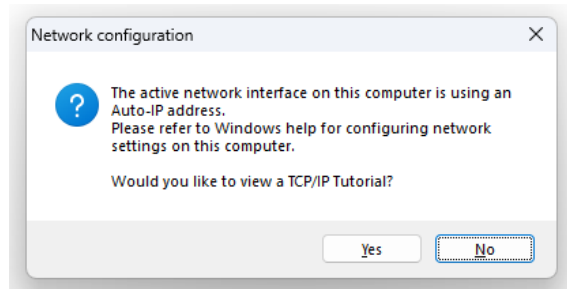 Network configuration
The active network interface on this computer is using an
Auto-IP address.
Please refer to Windows help for configuring network
settings on this computer.
Would you like to view a TCP/IP Tutorial?
Yes
No